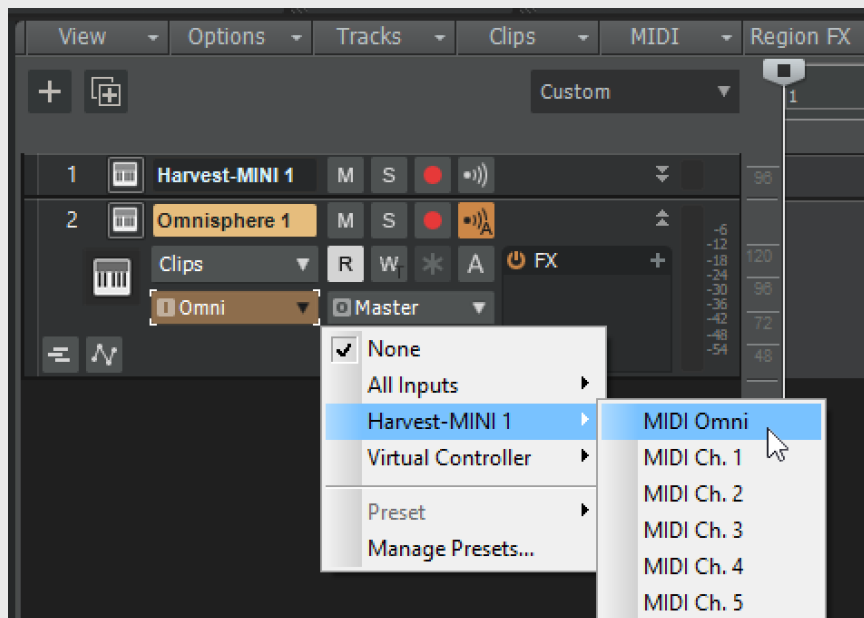 View Options Tracks Clips MIDI Region FX
Custom
1
1 Harvest-MINI 1 M S
96
2 Omnisphere 1 M S A
-6
-12
-18
-24
-30
-36
-42
-48
-54
120
96
72
48
Clips R W T A FX
I Omni O Master
None
All Inputs
Harvest-MINI 1
Virtual Controller
Preset
Manage Presets...
MIDI Omni
MIDI Ch. 1
MIDI Ch. 2
MIDI Ch. 3
MIDI Ch. 4
MIDI Ch. 5